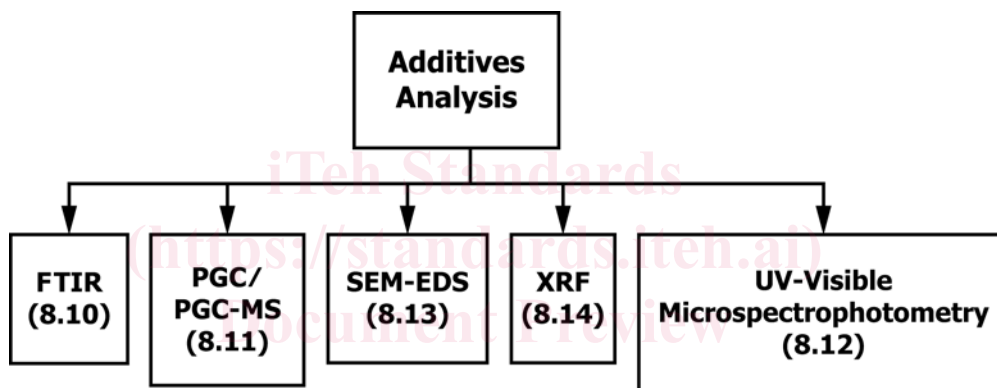 Additives
Analysis
iTeh Standards
(https://standards.iteh.ai)
Document Preview
FTIR
(8.10)
PGC/
PGC-MS
(8.11)
SEM-EDS
(8.13)
XRF
(8.14)
UV-Visible
Microspectrophotometry
(8.12)